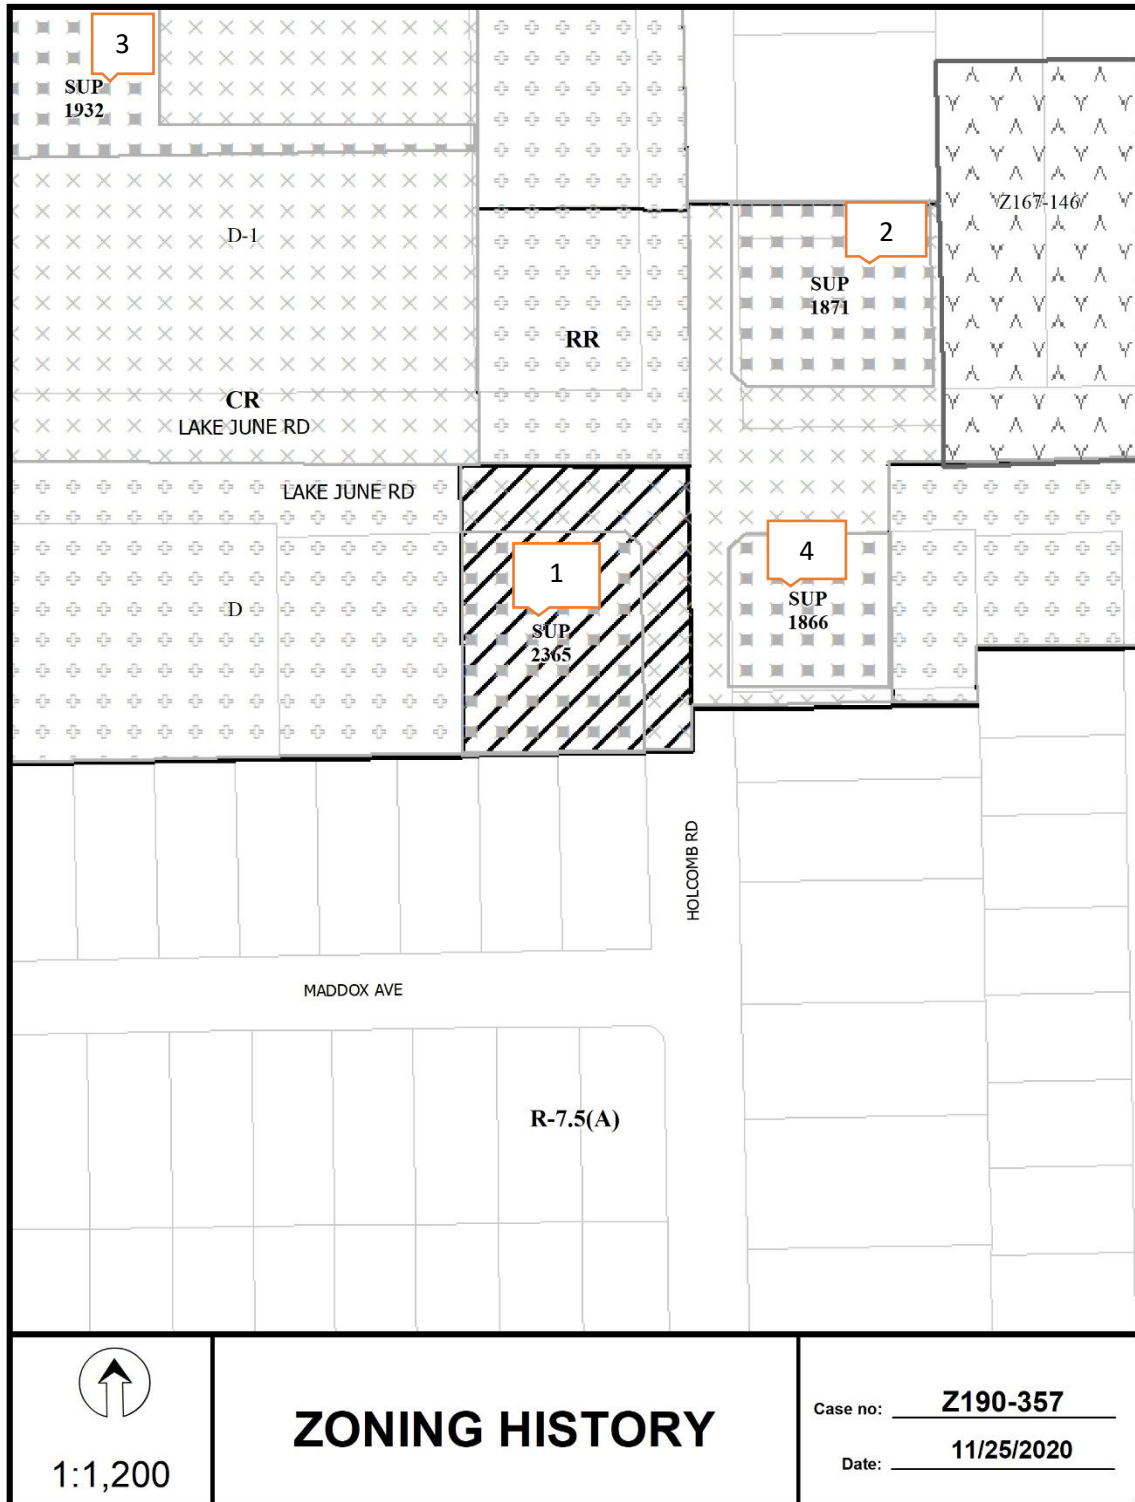 3
SUP
1932
D-1
2
Z167-146
SUP
1871
RR
CR
LAKE JUNE RD
LAKE JUNE RD
1
4
D
SUP
2365
SUP
1866
HOLCOMB RD
MADDOX AVE
R-7.5(A)
1:1,200
ZONING HISTORY
Case no: Z190-357
Date: 11/25/2020